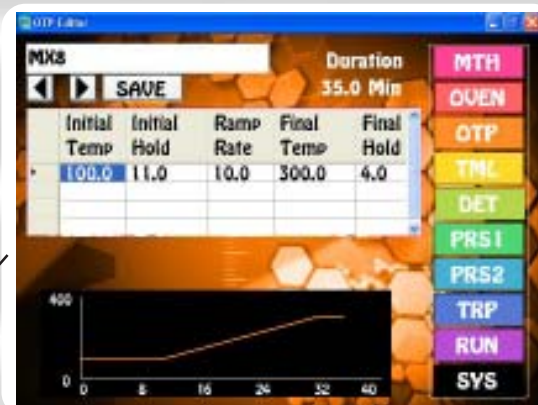 OTP Editor
MX8
Duration
35.0 Min
SAVE
Initial Temp Initial Hold Ramp Rate Final Temp Final Hold
100.0 11.0 10.0 300.0 4.0
MTH
OVEN
OTP
TML
DET
PRS1
PRS2
TRP
RUN
SYS
400
0
0 8 16 24 32 40